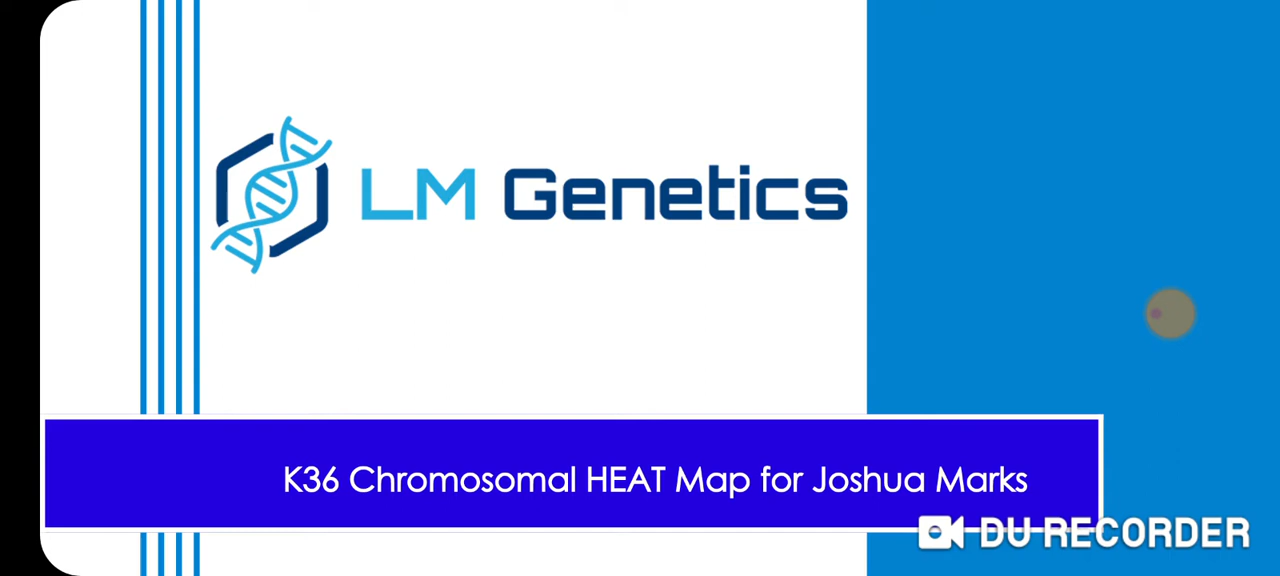 LM Genetics
K36 Chromosomal HEAT Map for Joshua Marks
DU RECORDER